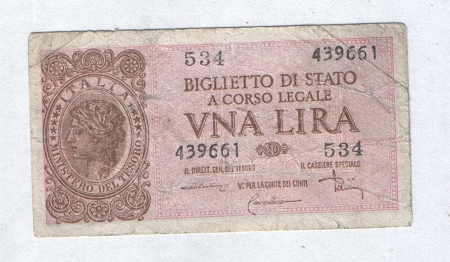 534 439661
BIGLIETTO DI STATO
A CORSO LEGALE
VNA LIRA
439661 534
IL DIRETT. GEN. DEL TESORO IL CASSIERE SPECIALE
V.° PER LA CORTE DEI CONTI
ITALIA
MINISTERO DEL TESORO